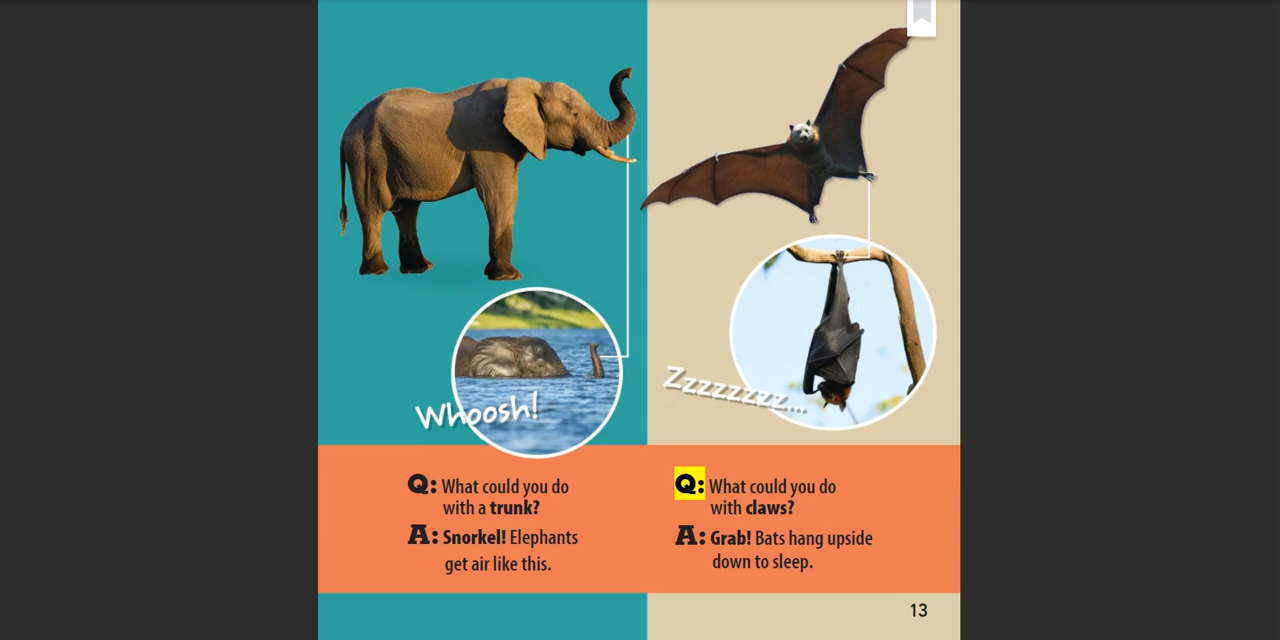 Whoosh!
Zzzzzzzzz...
Q: What could you do
with a trunk?
A: Snorkel! Elephants
get air like this.
Q: What could you do
with claws?
A: Grab! Bats hang upside
down to sleep.
13